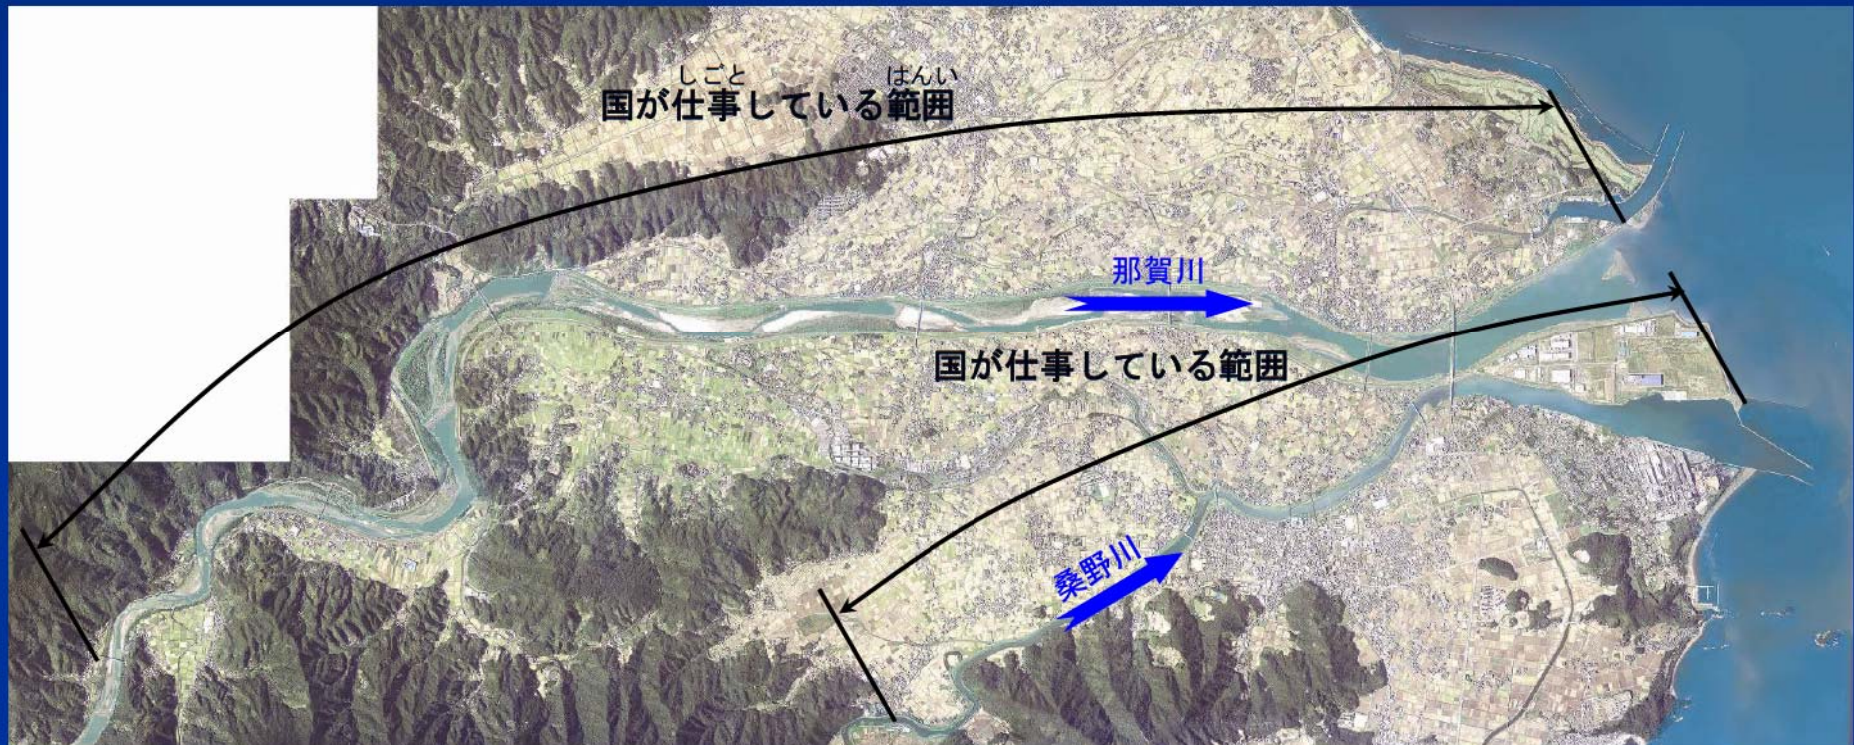 しごと はんい
国が仕事している範囲
那賀川
国が仕事している範囲
桑野川